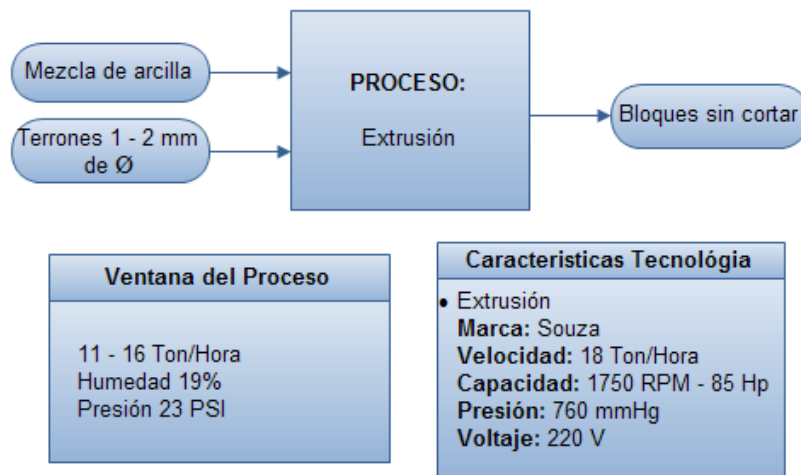 Mezcla de arcilla
Terrones 1 - 2 mm
de Ø
PROCESO:
Extrusión
Bloques sin cortar
Ventana del Proceso
11 - 16 Ton/Hora
Humedad 19%
Presión 23 PSI
Caracteristicas Tecnológia
• Extrusión
Marca: Souza
Velocidad: 18 Ton/Hora
Capacidad: 1750 RPM - 85 Hp
Presión: 760 mmHg
Voltaje: 220 V